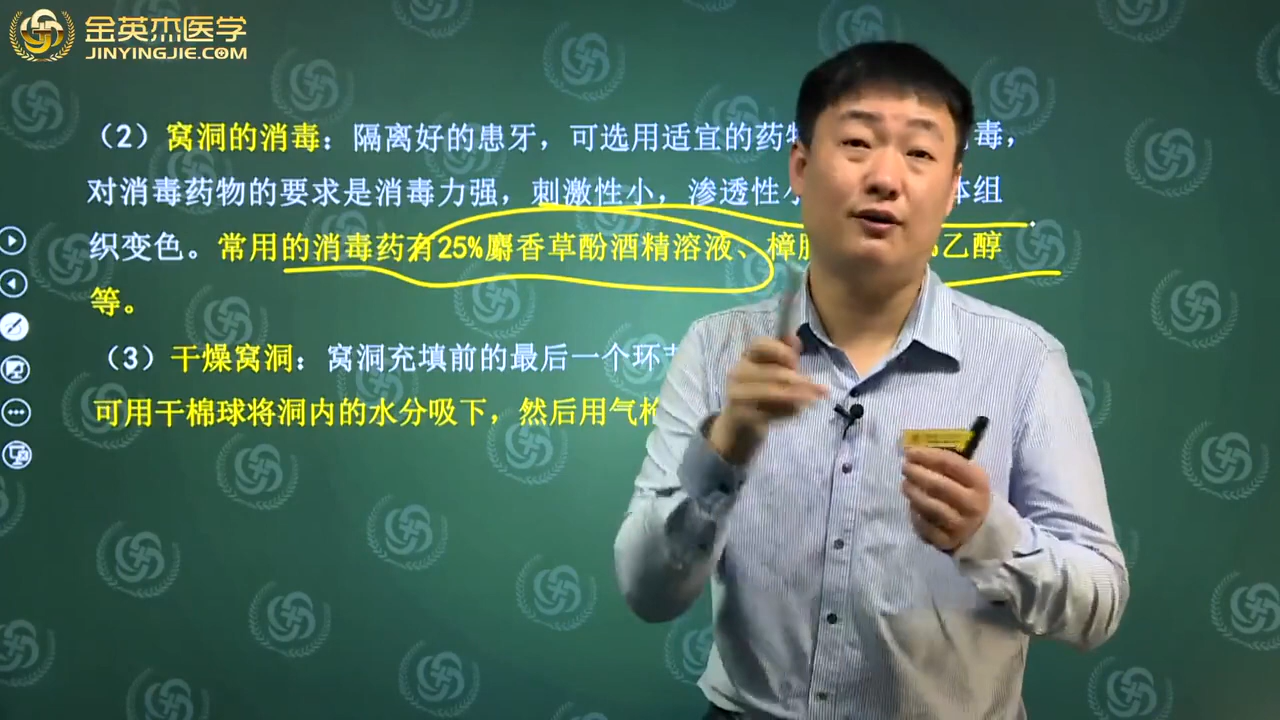 金英杰医学
JINYINGJIE.COM
（2）窝洞的消毒：隔离好的患牙，可选用适宜的药 毒，
对消毒药物的要求是消毒力强，刺激性小，渗透性 组
织变色。常用的消毒药有25%麝香草酚酒精溶液、樟 乙醇
等。
（3）干燥窝洞：窝洞充填前的最后一个环
可用干棉球将洞内的水分吸下，然后用气